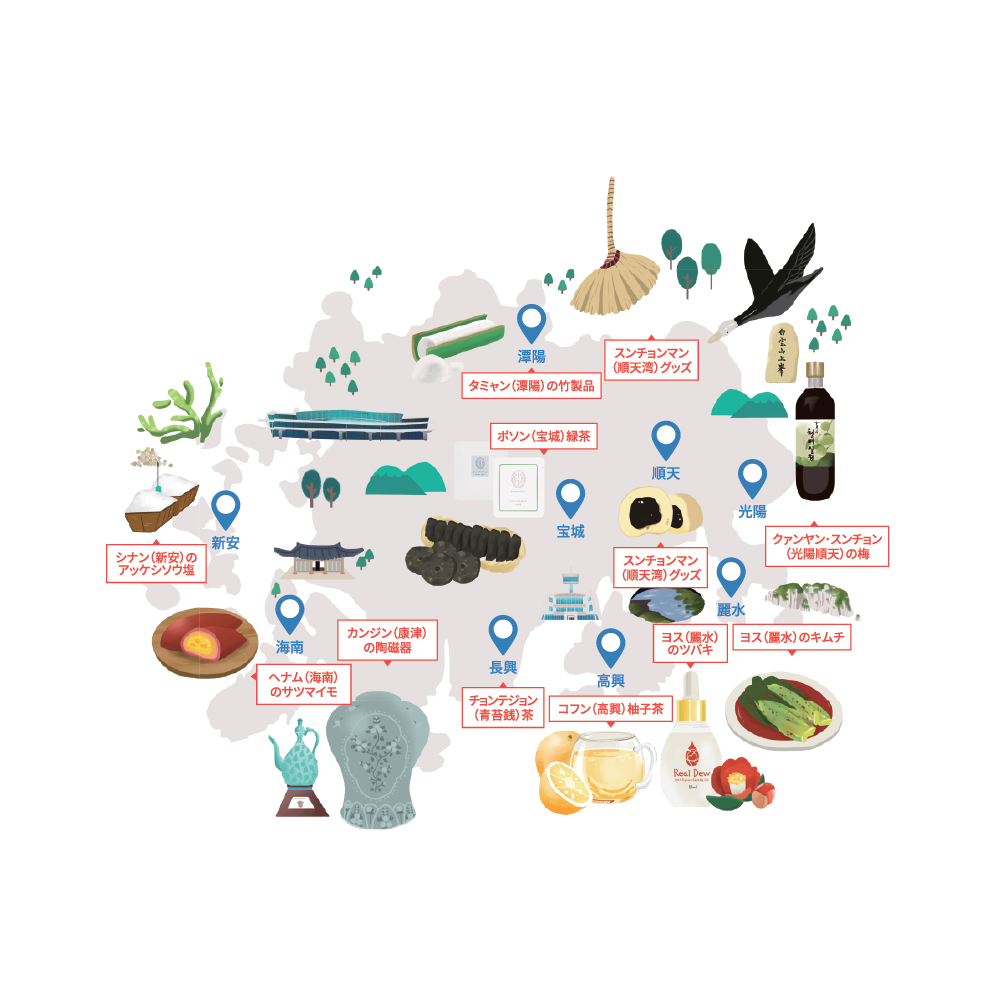 潭陽
タミャン(潭陽)の竹製品
スンチョンマン
(順天湾)グッズ
ボソン(宝城)緑茶
順天
光陽
宝城
新安
シナン(新安)の
アッケシソウ塩
クァンヤン・スンチョン
(光陽順天)の梅
スンチョンマン
(順天湾)グッズ
麗水
海南
カンジン(康津)
の陶磁器
ヨス(麗水)
のツバキ
ヨス(麗水)のキムチ
長興
高興
ヘナム(海南)
のサツマイモ
チョンテジョン
(青苔銭)茶
コフン(高興)柚子茶
Real Dew